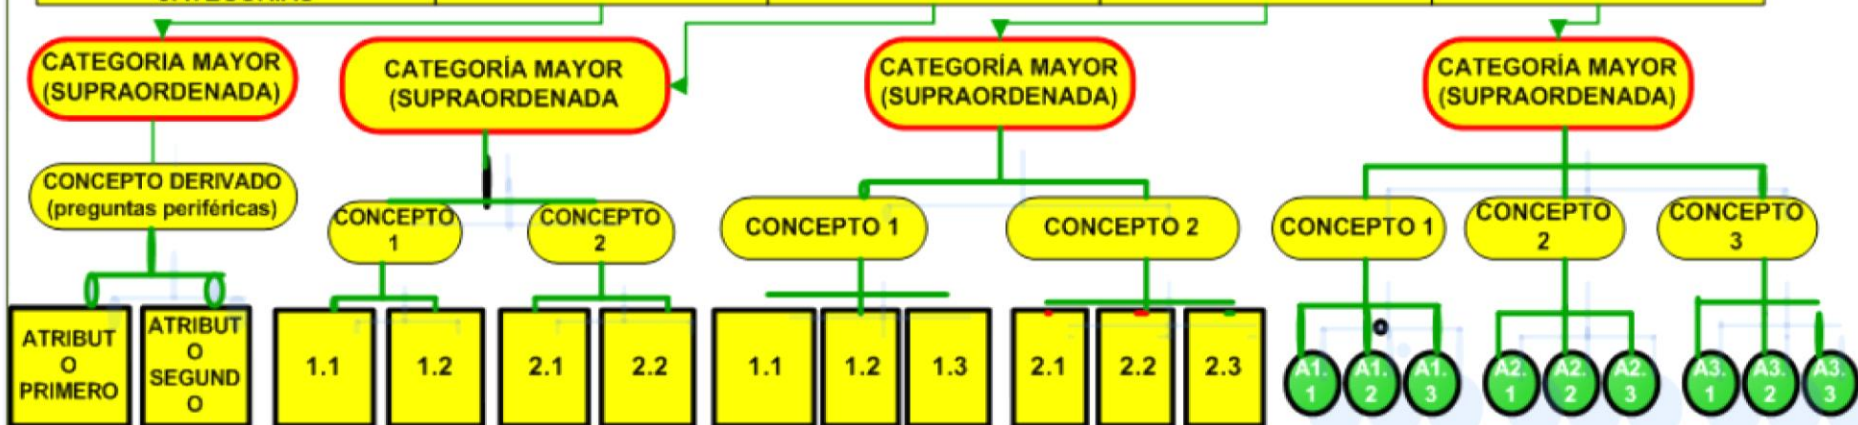 CATEGORIA MAYOR
(SUPRAORDENADA)
CATEGORÍA MAYOR
(SUPRAORDENADA
CATEGORÍA MAYOR
(SUPRAORDENADA)
CATEGORÍA MAYOR
(SUPRAORDENADA)
CONCEPTO DERIVADO
(preguntas periféricas)
CONCEPTO
1
CONCEPTO
2
CONCEPTO 1
CONCEPTO 2
CONCEPTO 1
CONCEPTO
2
CONCEPTO
3
ATRIBUT
O
PRIMERO
ATRIBUT
O
SEGUND
O
1.1
1.2
2.1
2.2
1.1
1.2
1.3
2.1
2.2
2.3
A1.
1
A1.
2
A1.
3
A2.
1
A2.
2
A2.
3
A3.
1
A3.
2
A3.
3